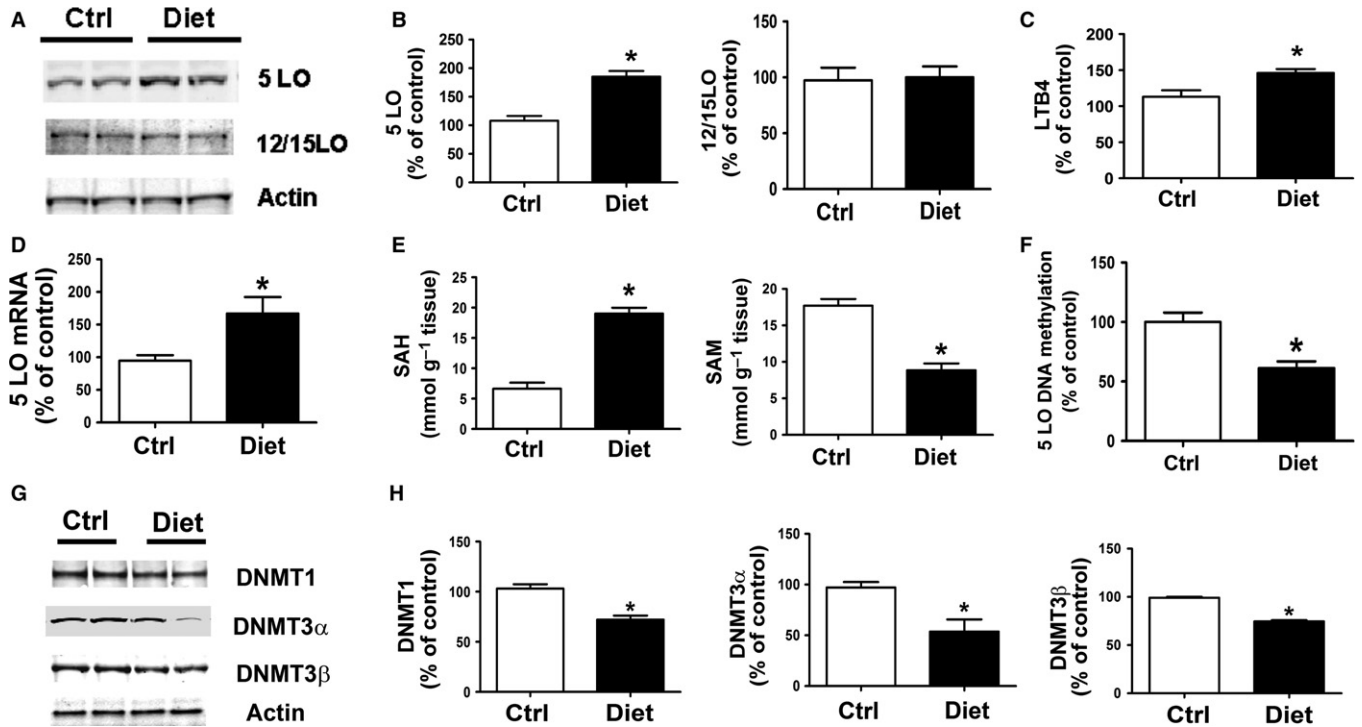 A
Ctrl Diet
5 LO
12/15LO
Actin
B
5 LO
(% of control)
250
200
150
100
50
0
*
Ctrl Diet
12/15LO
(% of control)
150
100
50
0
Ctrl Diet
C
LTB4
(% of control)
200
150
100
50
0
*
Ctrl Diet
D
5 LO mRNA
(% of control)
250
200
150
100
50
0
*
Ctrl Diet
E
SAH
(mmol g⁻¹ tissue)
25
20
15
10
5
0
*
Ctrl Diet
SAM
(mmol g⁻¹ tissue)
20
15
10
5
0
*
Ctrl Diet
F
5 LO DNA methylation
(% of control)
150
100
50
0
*
Ctrl Diet
G
Ctrl Diet
DNMT1
DNMT3α
DNMT3β
Actin
H
DNMT1
(% of control)
150
100
50
0
*
Ctrl Diet
DNMT3α
(% of control)
150
100
50
0
*
Ctrl Diet
DNMT3β
(% of control)
150
100
50
0
*
Ctrl Diet